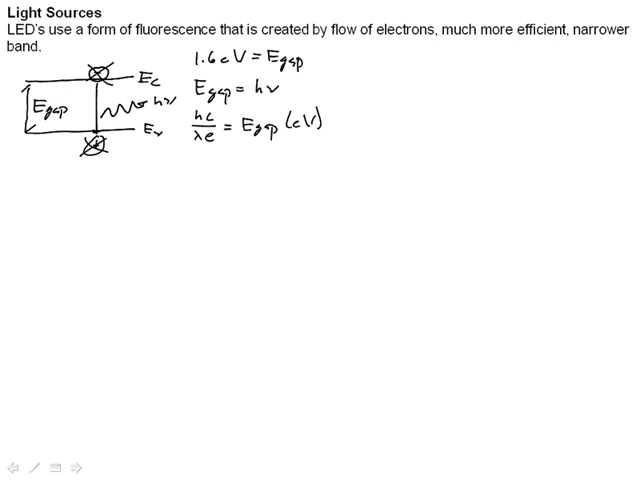 Light Sources
LED's use a form of fluorescence that is created by flow of electrons, much more efficient, narrower
band.
1.6 eV = Egap
Ec
Egap
hν
Egap = hν
Ev
hc/λe = Egap (eV)